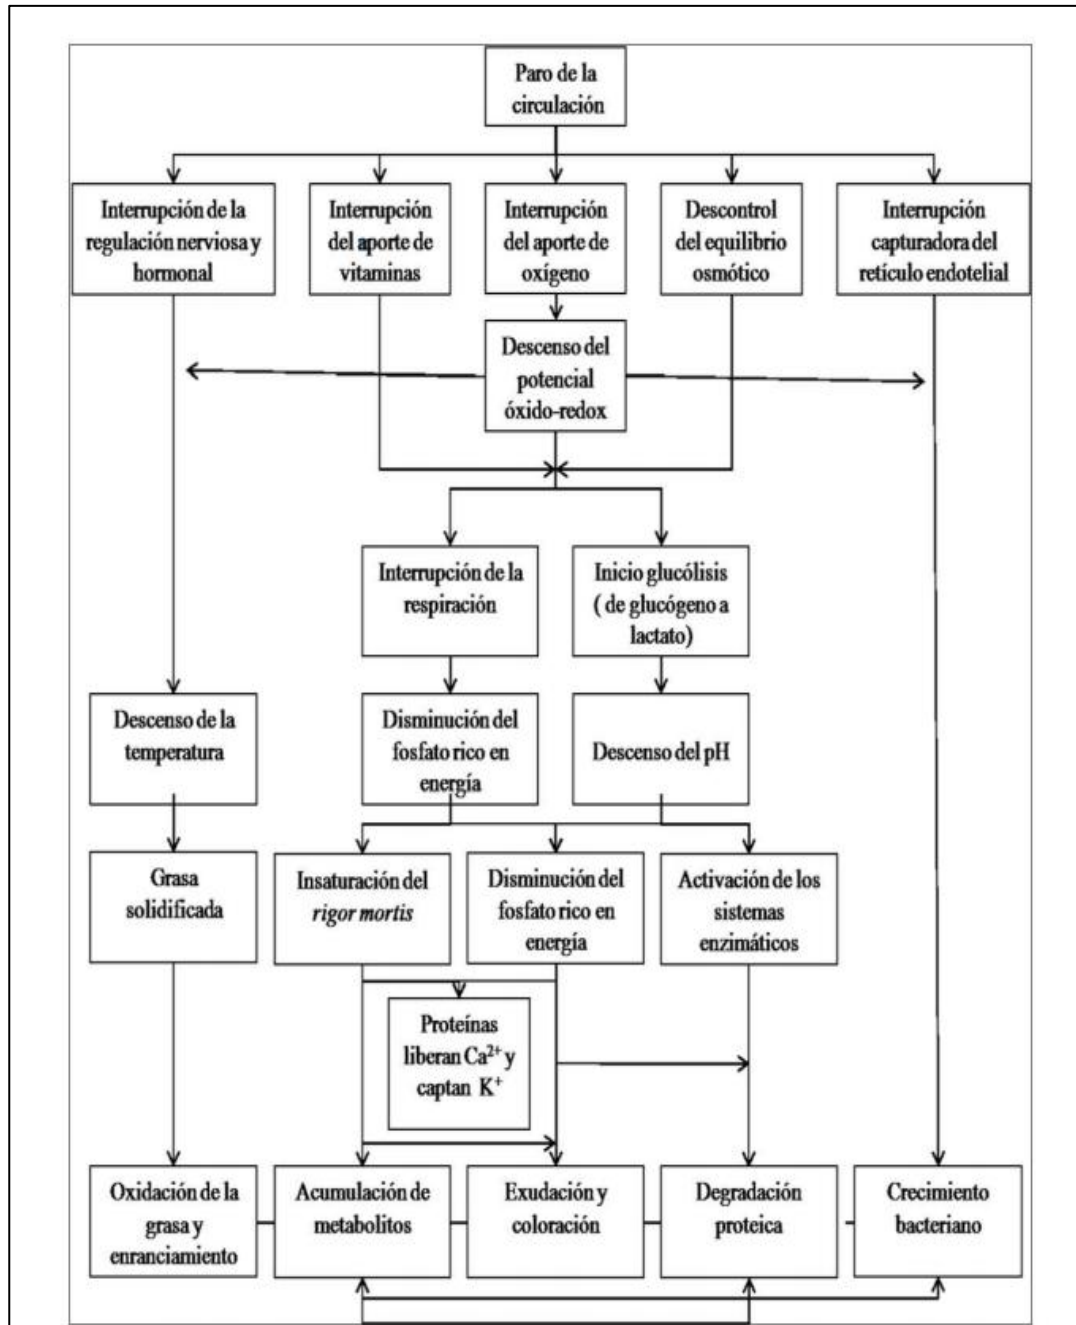 Paro de la
circulación
Interrupción de la
regulación nerviosa y
hormonal
Interrupción
del aporte de
vitaminas
Interrupción
del aporte de
oxígeno
Descontrol
del equilibrio
osmótico
Interrupción
capturadora del
retículo endotelial
Descenso del
potencial
óxido-redox
Interrupción de la
respiración
Inicio glucólisis
( de glucógeno a
lactato)
Descenso de la
temperatura
Disminución del
fosfato rico en
energía
Descenso del pH
Grasa
solidificada
Insaturación del
rigor mortis
Disminución del
fosfato rico en
energía
Activación de los
sistemas
enzimáticos
Proteínas
liberan Ca²⁺ y
captan K⁺
Oxidación de la
grasa y
enranciamiento
Acumulación de
metabolitos
Exudación y
coloración
Degradación
proteica
Crecimiento
bacteriano